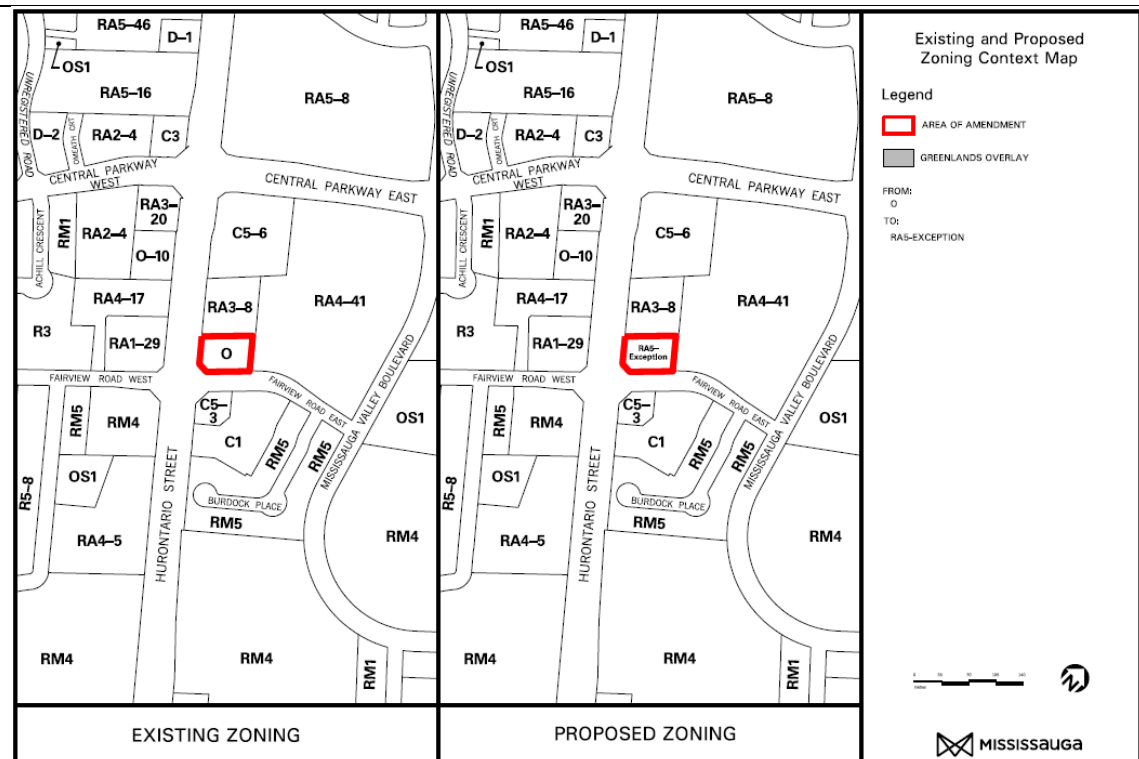 RA5–46
D–1
OS1
RA5–16
RA5–8
UNREGISTERED ROAD
D–2
OMEATH CRT
RA2–4
C3
CENTRAL PARKWAY
WEST
CENTRAL PARKWAY EAST
ACHILL CRESCENT
RM1
RA2–4
RA3–
20
O–10
C5–6
RA4–17
RA3–8
RA4–41
R3
RA1–29
O
FAIRVIEW ROAD WEST
FAIRVIEW ROAD EAST
MISSISSAUGA VALLEY BOULEVARD
RM5
RM4
C5–
3
C1
RM5
RM5
OS1
OS1
R5–8
BURDOCK PLACE
RM5
RA4–5
HURONTARIO STREET
RM4
RM4
RM4
RM1
EXISTING ZONING
RA5–46
D–1
OS1
RA5–16
RA5–8
UNREGISTERED ROAD
D–2
OMEATH CRT
RA2–4
C3
CENTRAL PARKWAY
WEST
CENTRAL PARKWAY EAST
ACHILL CRESCENT
RM1
RA2–4
RA3–
20
O–10
C5–6
RA4–17
RA3–8
RA4–41
R3
RA1–29
RA5–
Exception
FAIRVIEW ROAD WEST
FAIRVIEW ROAD EAST
MISSISSAUGA VALLEY BOULEVARD
RM5
RM4
C5–
3
C1
RM5
RM5
OS1
OS1
R5–8
BURDOCK PLACE
RM5
RA4–5
HURONTARIO STREET
RM4
RM4
RM4
RM1
PROPOSED ZONING
Existing and Proposed
Zoning Context Map
Legend
AREA OF AMENDMENT
GREENLANDS OVERLAY
FROM:
O
TO:
RA5-EXCEPTION
MISSISSAUGA